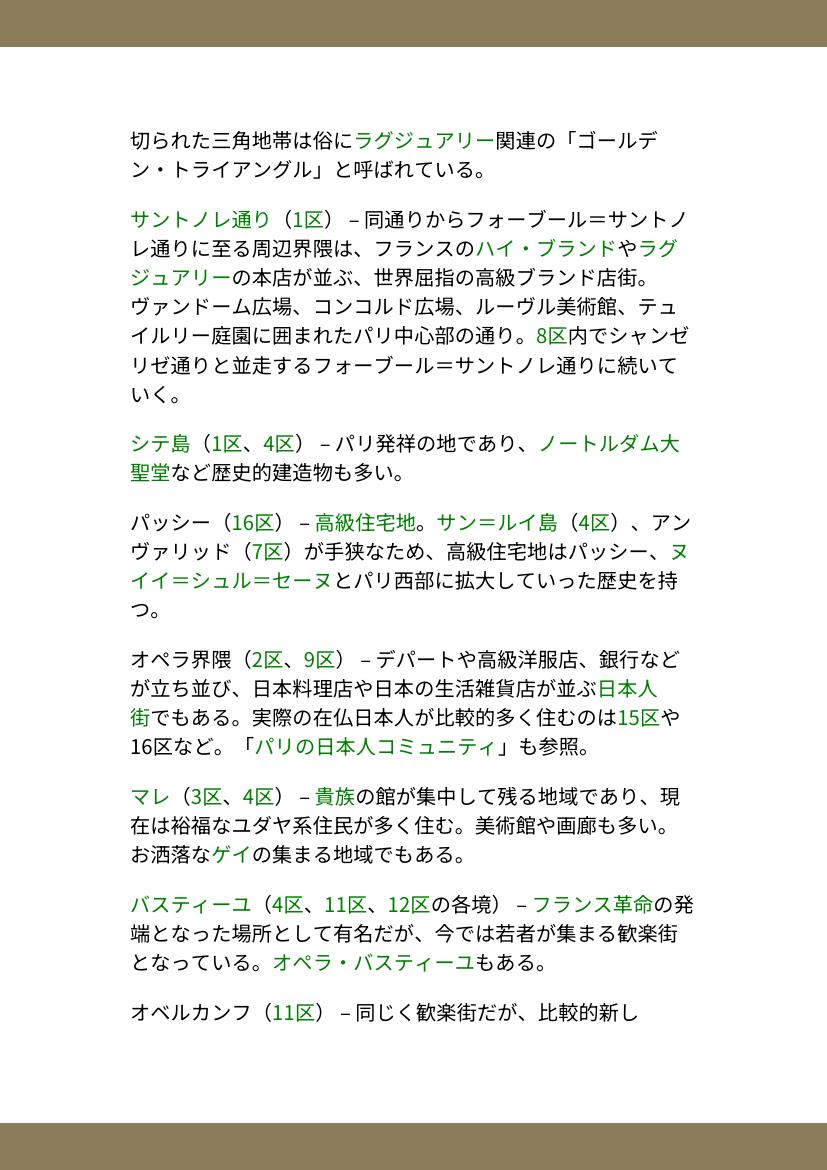 切られた三角地帯は俗にラグジュアリー関連の「ゴールデ
ン・トライアングル」と呼ばれている。
サントノレ通り（1区） – 同通りからフォーブール＝サントノ
レ通りに至る周辺界隈は、フランスのハイ・ブランドやラグ
ジュアリーの本店が並ぶ、世界屈指の高級ブランド店街。
ヴァンドーム広場、コンコルド広場、ルーヴル美術館、テュ
イルリー庭園に囲まれたパリ中心部の通り。8区内でシャンゼ
リゼ通りと並走するフォーブール＝サントノレ通りに続いて
いく。
シテ島（1区、4区） – パリ発祥の地であり、ノートルダム大
聖堂など歴史的建造物も多い。
パッシー（16区） – 高級住宅地。サン＝ルイ島（4区）、アン
ヴァリッド（7区）が手狭なため、高級住宅地はパッシー、ヌ
イイ＝シュル＝セーヌとパリ西部に拡大していった歴史を持
つ。
オペラ界隈（2区、9区） – デパートや高級洋服店、銀行など
が立ち並び、日本料理店や日本の生活雑貨店が並ぶ日本人
街でもある。実際の在仏日本人が比較的多く住むのは15区や
16区など。「パリの日本人コミュニティ」も参照。
マレ（3区、4区） – 貴族の館が集中して残る地域であり、現
在は裕福なユダヤ系住民が多く住む。美術館や画廊も多い。
お洒落なゲイの集まる地域でもある。
バスティーユ（4区、11区、12区の各境） – フランス革命の発
端となった場所として有名だが、今では若者が集まる歓楽街
となっている。オペラ・バスティーユもある。
オベルカンフ（11区） – 同じく歓楽街だが、比較的新し